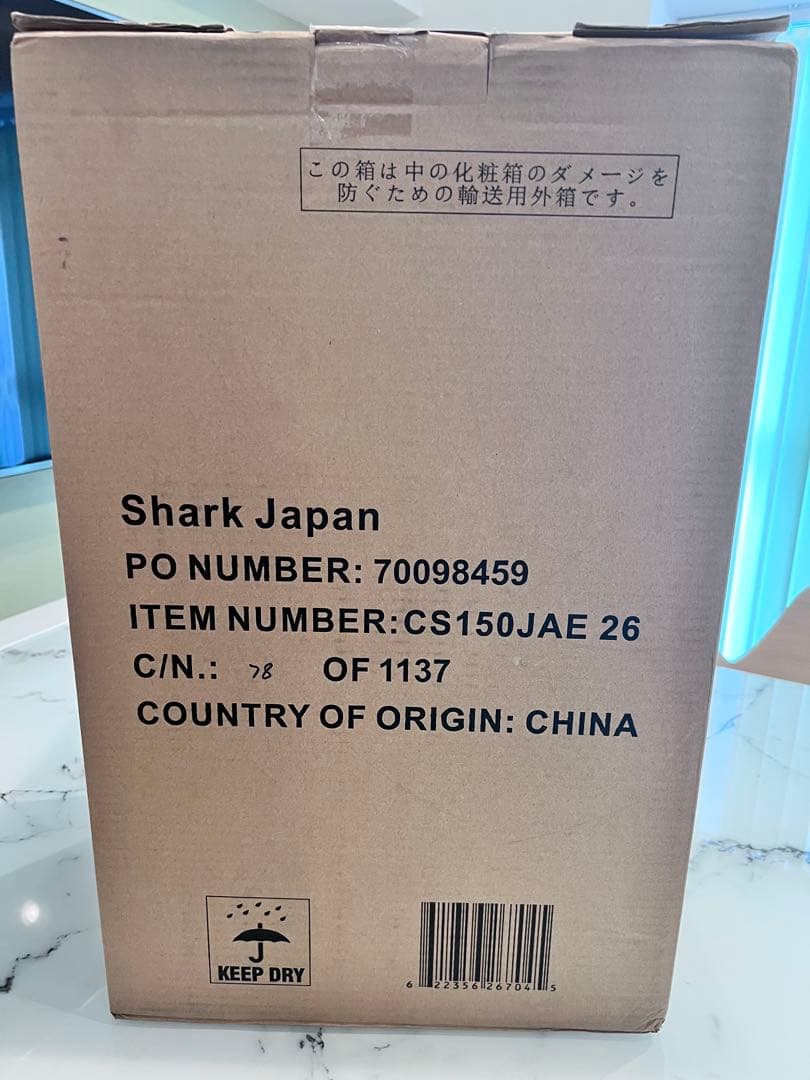 この箱は中の化粧箱のダメージを
防ぐための輸送用外箱です。
Shark Japan
PO NUMBER: 70098459
ITEM NUMBER:CS150JAE 26
C/N.: 78 OF 1137
COUNTRY OF ORIGIN: CHINA
KEEP DRY
6 22356 26704 5